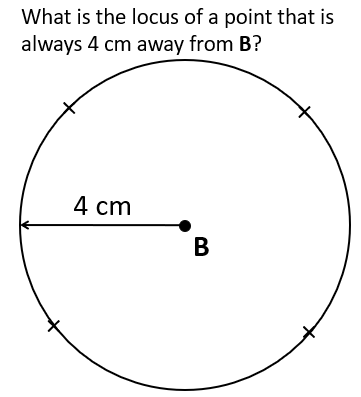 What is the locus of a point that is
always 4 cm away from B?
4 cm
B